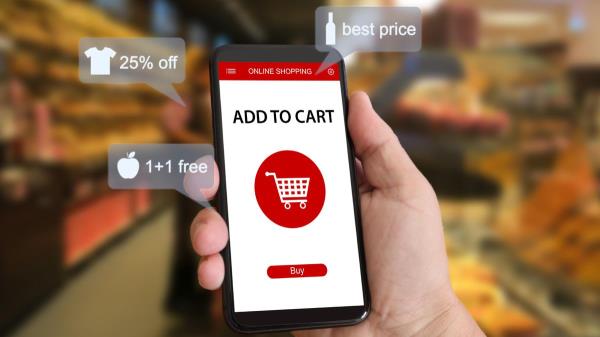 best price
25% off
ONLINE SHOPPING
ADD TO CART
1+1 free
Buy